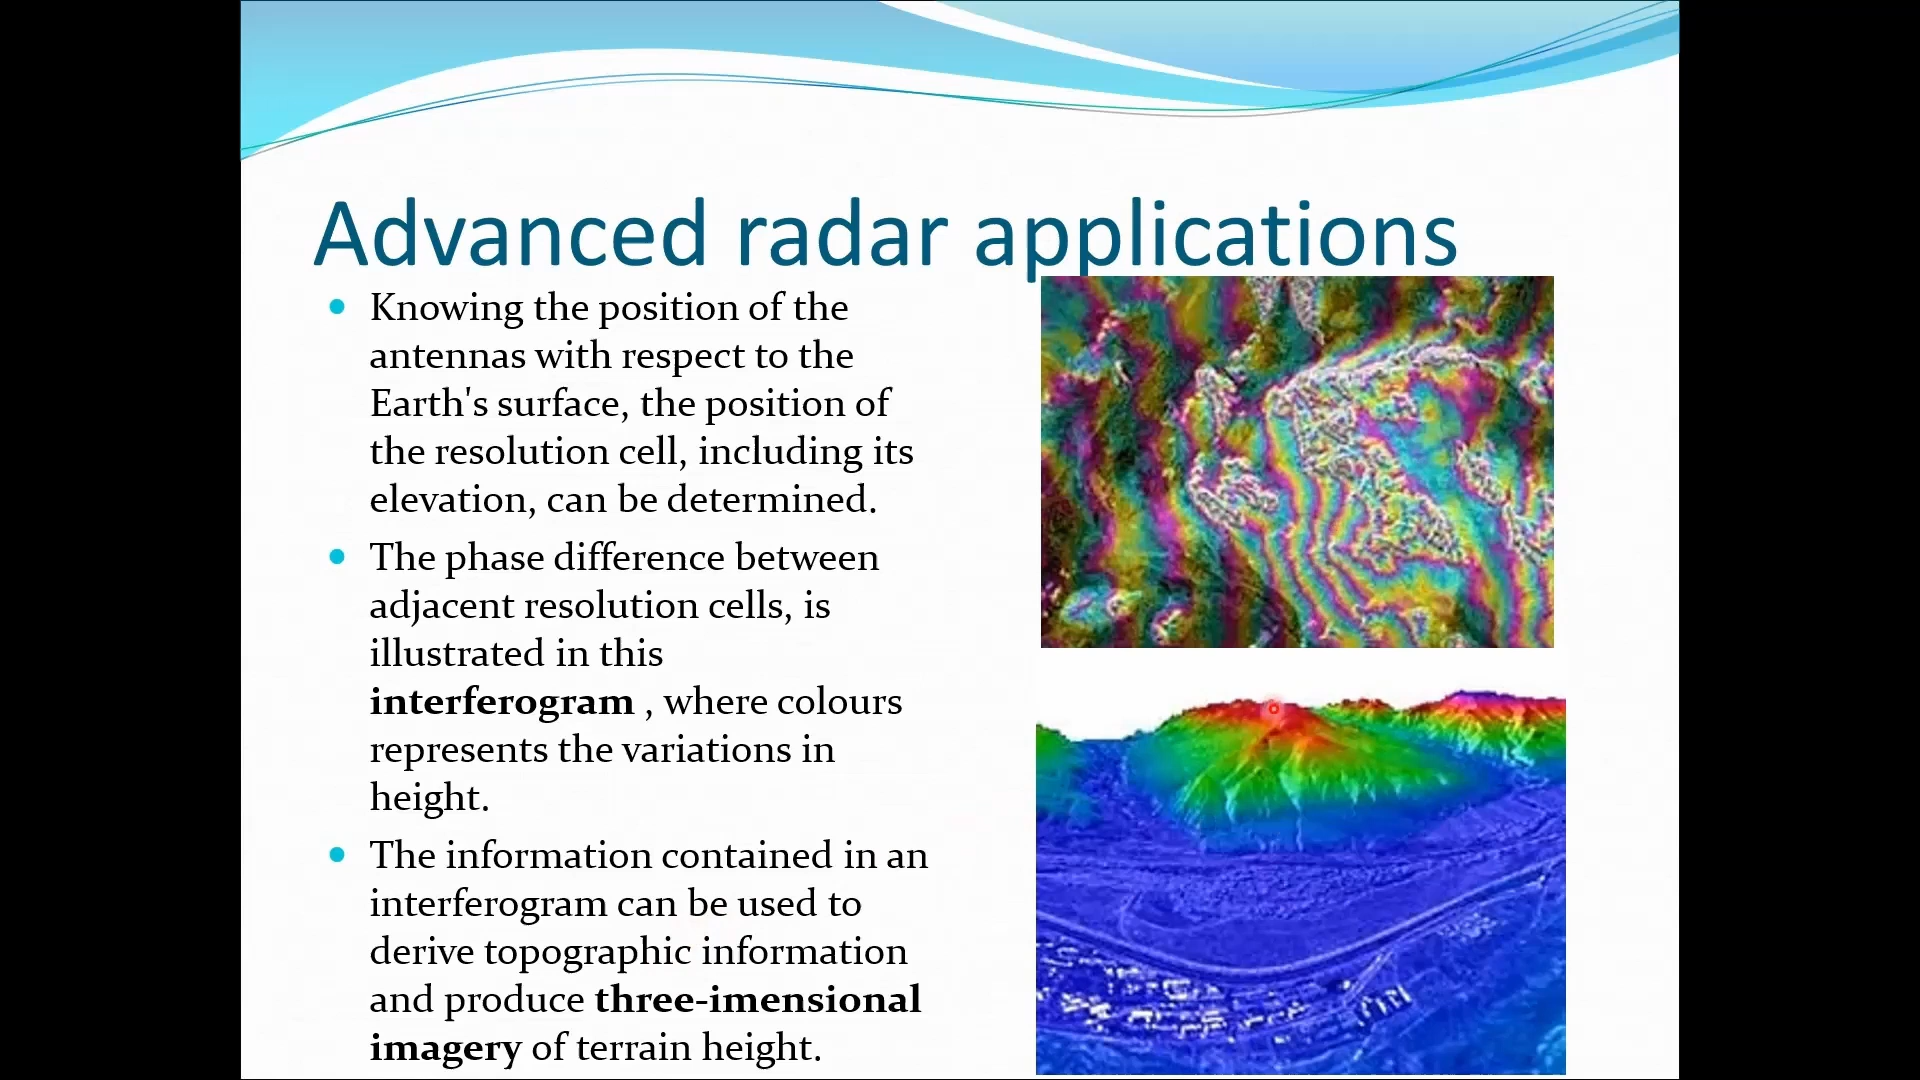 Advanced radar applications
Knowing the position of the
antennas with respect to the
Earth's surface, the position of
the resolution cell, including its
elevation, can be determined.
The phase difference between
adjacent resolution cells, is
illustrated in this
interferogram , where colours
represents the variations in
height.
The information contained in an
interferogram can be used to
derive topographic information
and produce three-imensional
imagery of terrain height.